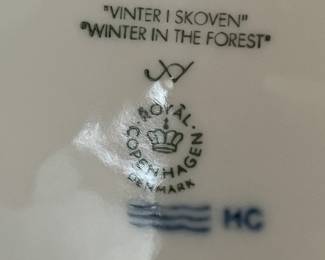 "VINTER I SKOVEN"
"WINTER IN THE FOREST"
ROYAL
COPENHAGEN
DENMARK
HC